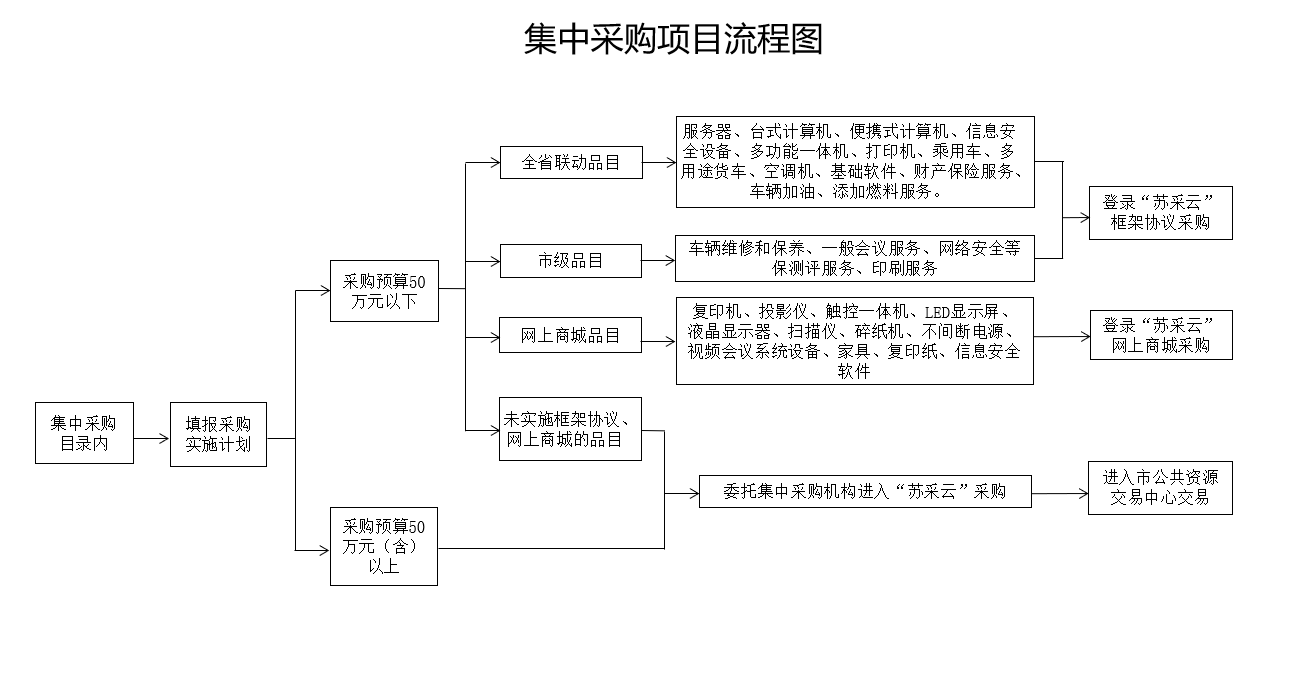 集中采购项目流程图
集中采购
目录内
填报采购
实施计划
采购预算50
万元以下
采购预算50
万元（含）
以上
全省联动品目
市级品目
网上商城品目
未实施框架协议、
网上商城的品目
服务器、台式计算机、便携式计算机、信息安
全设备、多功能一体机、打印机、乘用车、多
用途货车、空调机、基础软件、财产保险服务、
车辆加油、添加燃料服务。
车辆维修和保养、一般会议服务、网络安全等
保测评服务、印刷服务
复印机、投影仪、触控一体机、LED显示屏、
液晶显示器、扫描仪、碎纸机、不间断电源、
视频会议系统设备、家具、复印纸、信息安全
软件
委托集中采购机构进入“苏采云”采购
登录“苏采云”
框架协议采购
登录“苏采云”
网上商城采购
进入市公共资源
交易中心交易